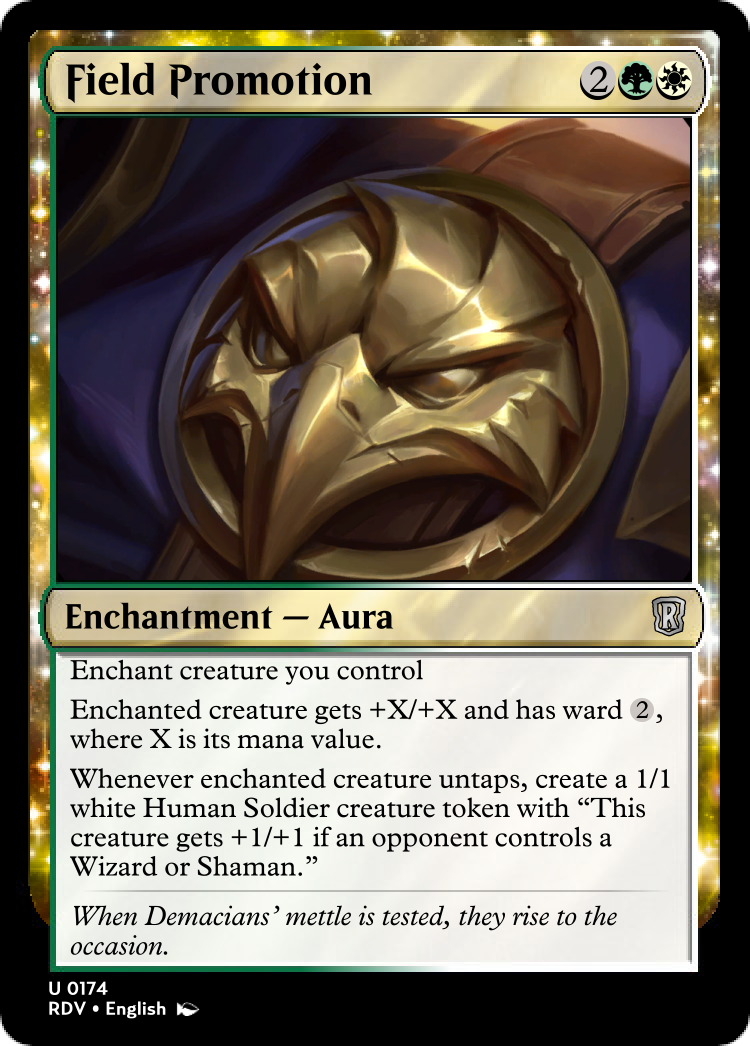 Field Promotion 2
Enchantment — Aura R
Enchant creature you control
Enchanted creature gets +X/+X and has ward 2,
where X is its mana value.
Whenever enchanted creature untaps, create a 1/1
white Human Soldier creature token with “This
creature gets +1/+1 if an opponent controls a
Wizard or Shaman.”
When Demacians’ mettle is tested, they rise to the
occasion.
U 0174
RDV • English